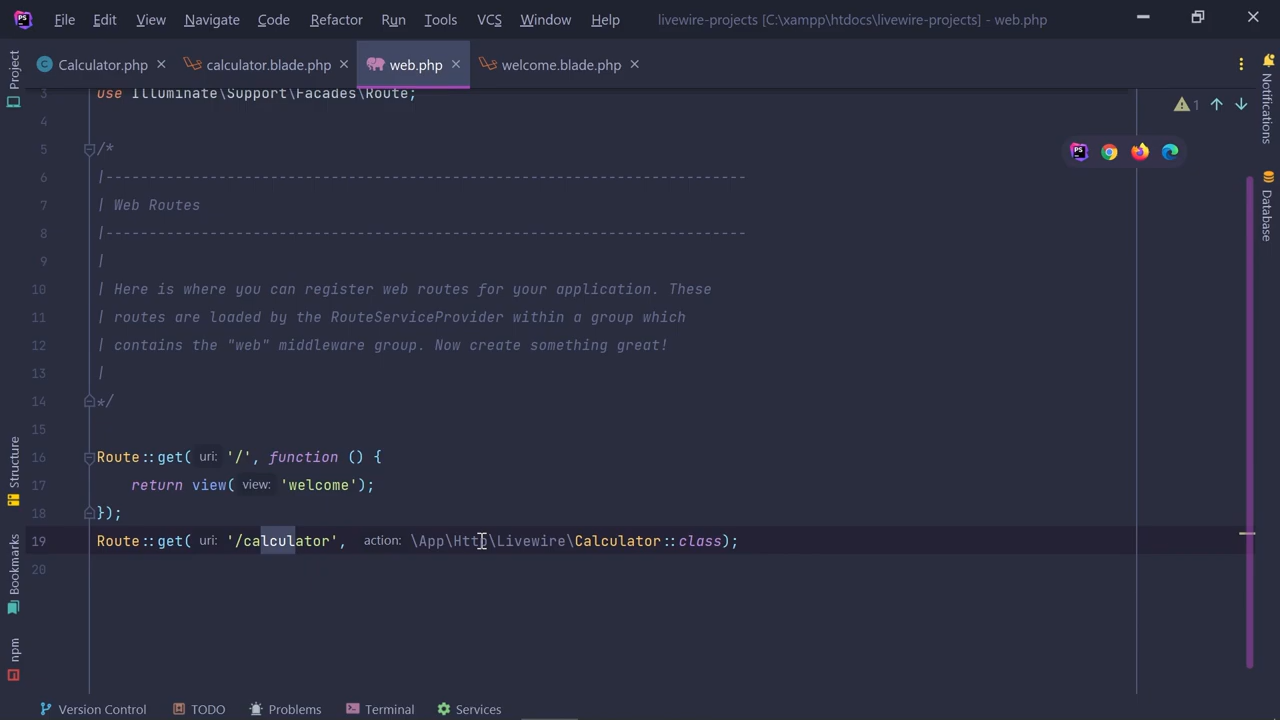 PS File Edit View Navigate Code Refactor Run Tools VCS Window Help livewire-projects [C:\xampp\htdocs\livewire-projects] - web.php
Project
C Calculator.php calculator.blade.php web.php welcome.blade.php
Notifications
Database
Structure
Bookmarks
npm
1
PS
3 use Illuminate\Support\Facades\Route;
4
5 /*
6 |--------------------------------------------------------------------------
7 | Web Routes
8 |--------------------------------------------------------------------------
9 |
10 | Here is where you can register web routes for your application. These
11 | routes are loaded by the RouteServiceProvider within a group which
12 | contains the "web" middleware group. Now create something great!
13 |
14 */
15
16 Route::get( uri: '/', function () {
17 return view( view: 'welcome');
18 });
19 Route::get( uri: '/calculator', action: \App\Http\Livewire\Calculator::class);
20
Version Control TODO Problems Terminal Services